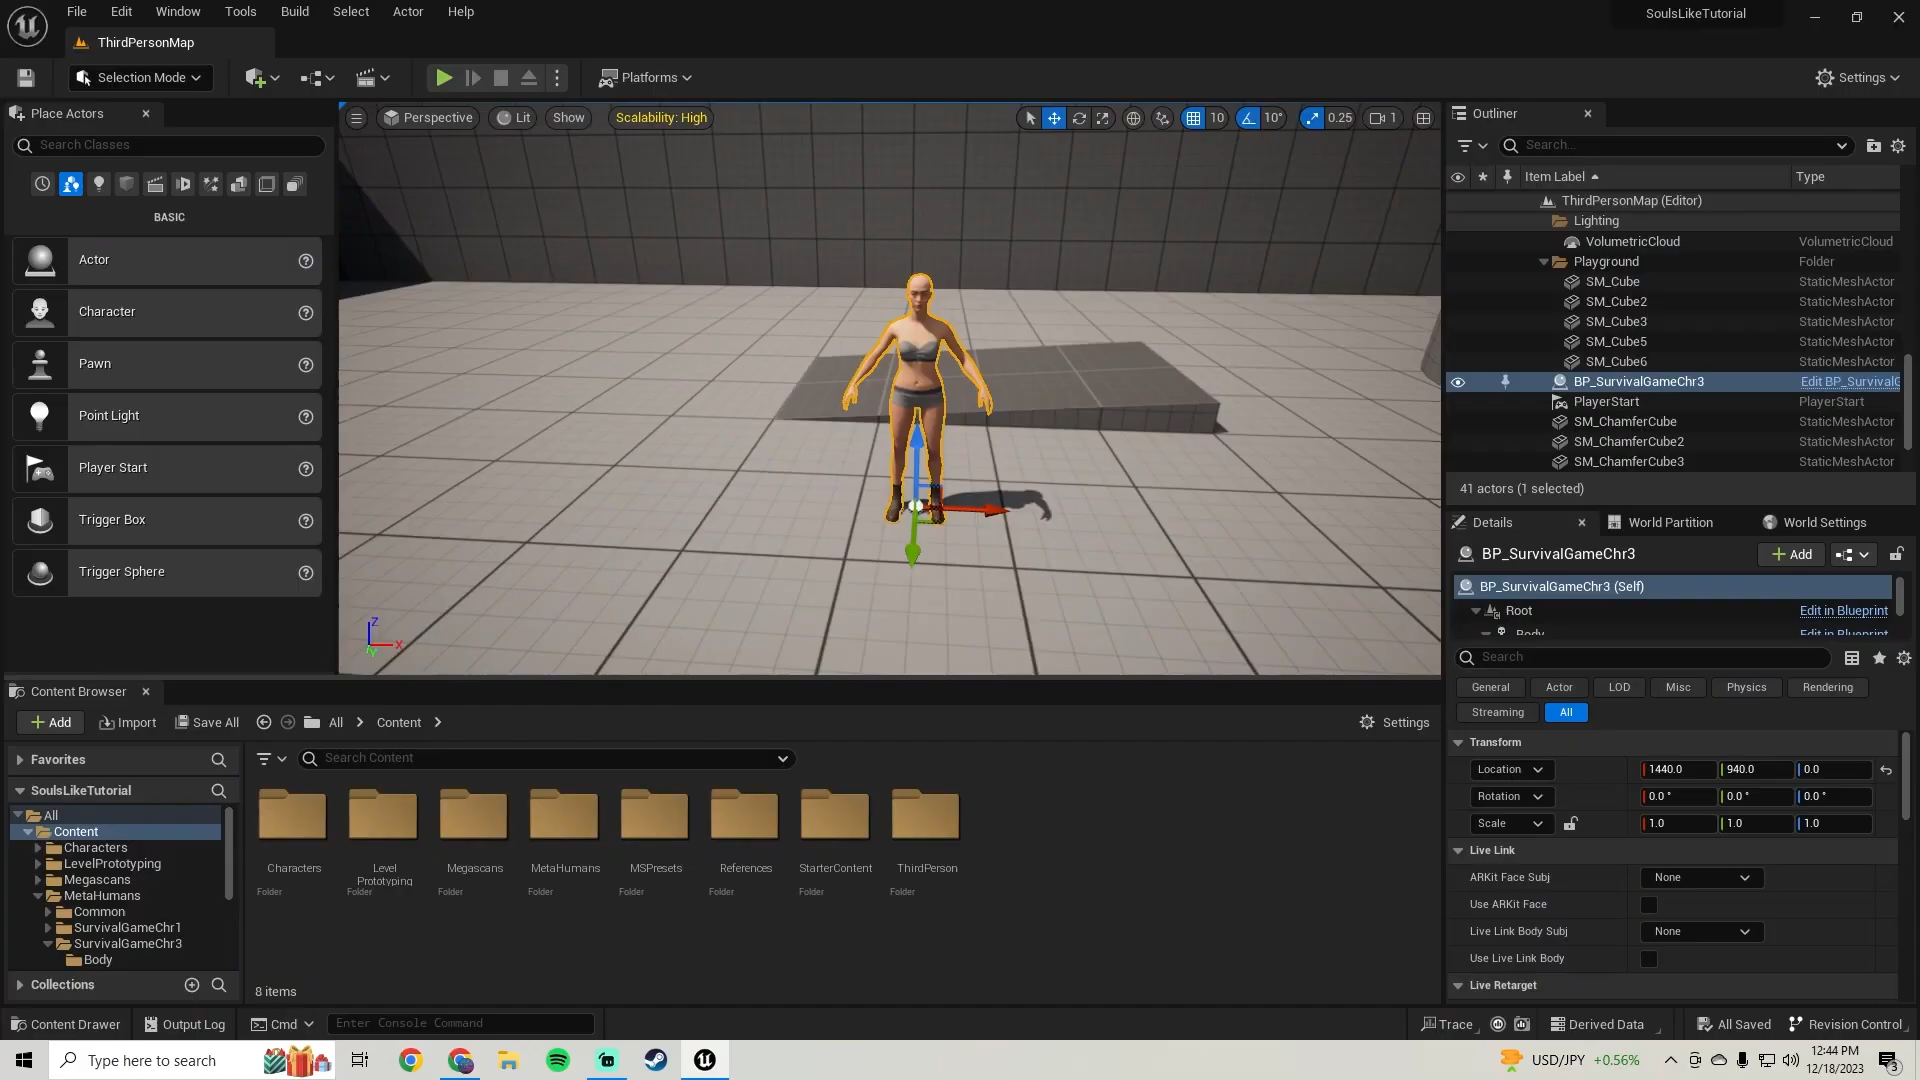 File Edit Window Tools Build Select Actor Help
SoulsLikeTutorial
ThirdPersonMap
Selection Mode
Platforms
Settings
Place Actors
Search Classes
BASIC
Actor
Character
Pawn
Point Light
Player Start
Trigger Box
Trigger Sphere
Perspective Lit Show Scalability: High
10 10° 0.25 1
Z
X
Y
Outliner
Search...
Item Label Type
ThirdPersonMap (Editor)
Lighting
VolumetricCloud VolumetricCloud
Playground Folder
SM_Cube StaticMeshActor
SM_Cube2 StaticMeshActor
SM_Cube3 StaticMeshActor
SM_Cube5 StaticMeshActor
SM_Cube6 StaticMeshActor
BP_SurvivalGameChr3 Edit BP_SurvivalG
PlayerStart PlayerStart
SM_ChamferCube StaticMeshActor
SM_ChamferCube2 StaticMeshActor
SM_ChamferCube3 StaticMeshActor
41 actors (1 selected)
Details World Partition World Settings
BP_SurvivalGameChr3 + Add
BP_SurvivalGameChr3 (Self)
Root Edit in Blueprint
Body Edit in Blueprint
Search
General Actor LOD Misc Physics Rendering
Streaming All
Transform
Location 1440.0 940.0 0.0
Rotation 0.0 ° 0.0 ° 0.0 °
Scale 1.0 1.0 1.0
Live Link
ARKit Face Subj None
Use ARKit Face
Live Link Body Subj None
Use Live Link Body
Live Retarget
Content Browser
+ Add Import Save All All Content Settings
Favorites
Search Content
SoulsLikeTutorial
All
Content
Characters
LevelPrototyping
Megascans
MetaHumans
Common
SurvivalGameChr1
SurvivalGameChr3
Body
Collections
Characters
Folder
Level
Prototyping
Folder
Megascans
Folder
MetaHumans
Folder
MSPresets
Folder
References
Folder
StarterContent
Folder
ThirdPerson
Folder
8 items
Content Drawer Output Log Cmd Enter Console Command
Trace Derived Data All Saved Revision Control
Type here to search
USD/JPY +0.56%
12:44 PM
12/18/2023
3